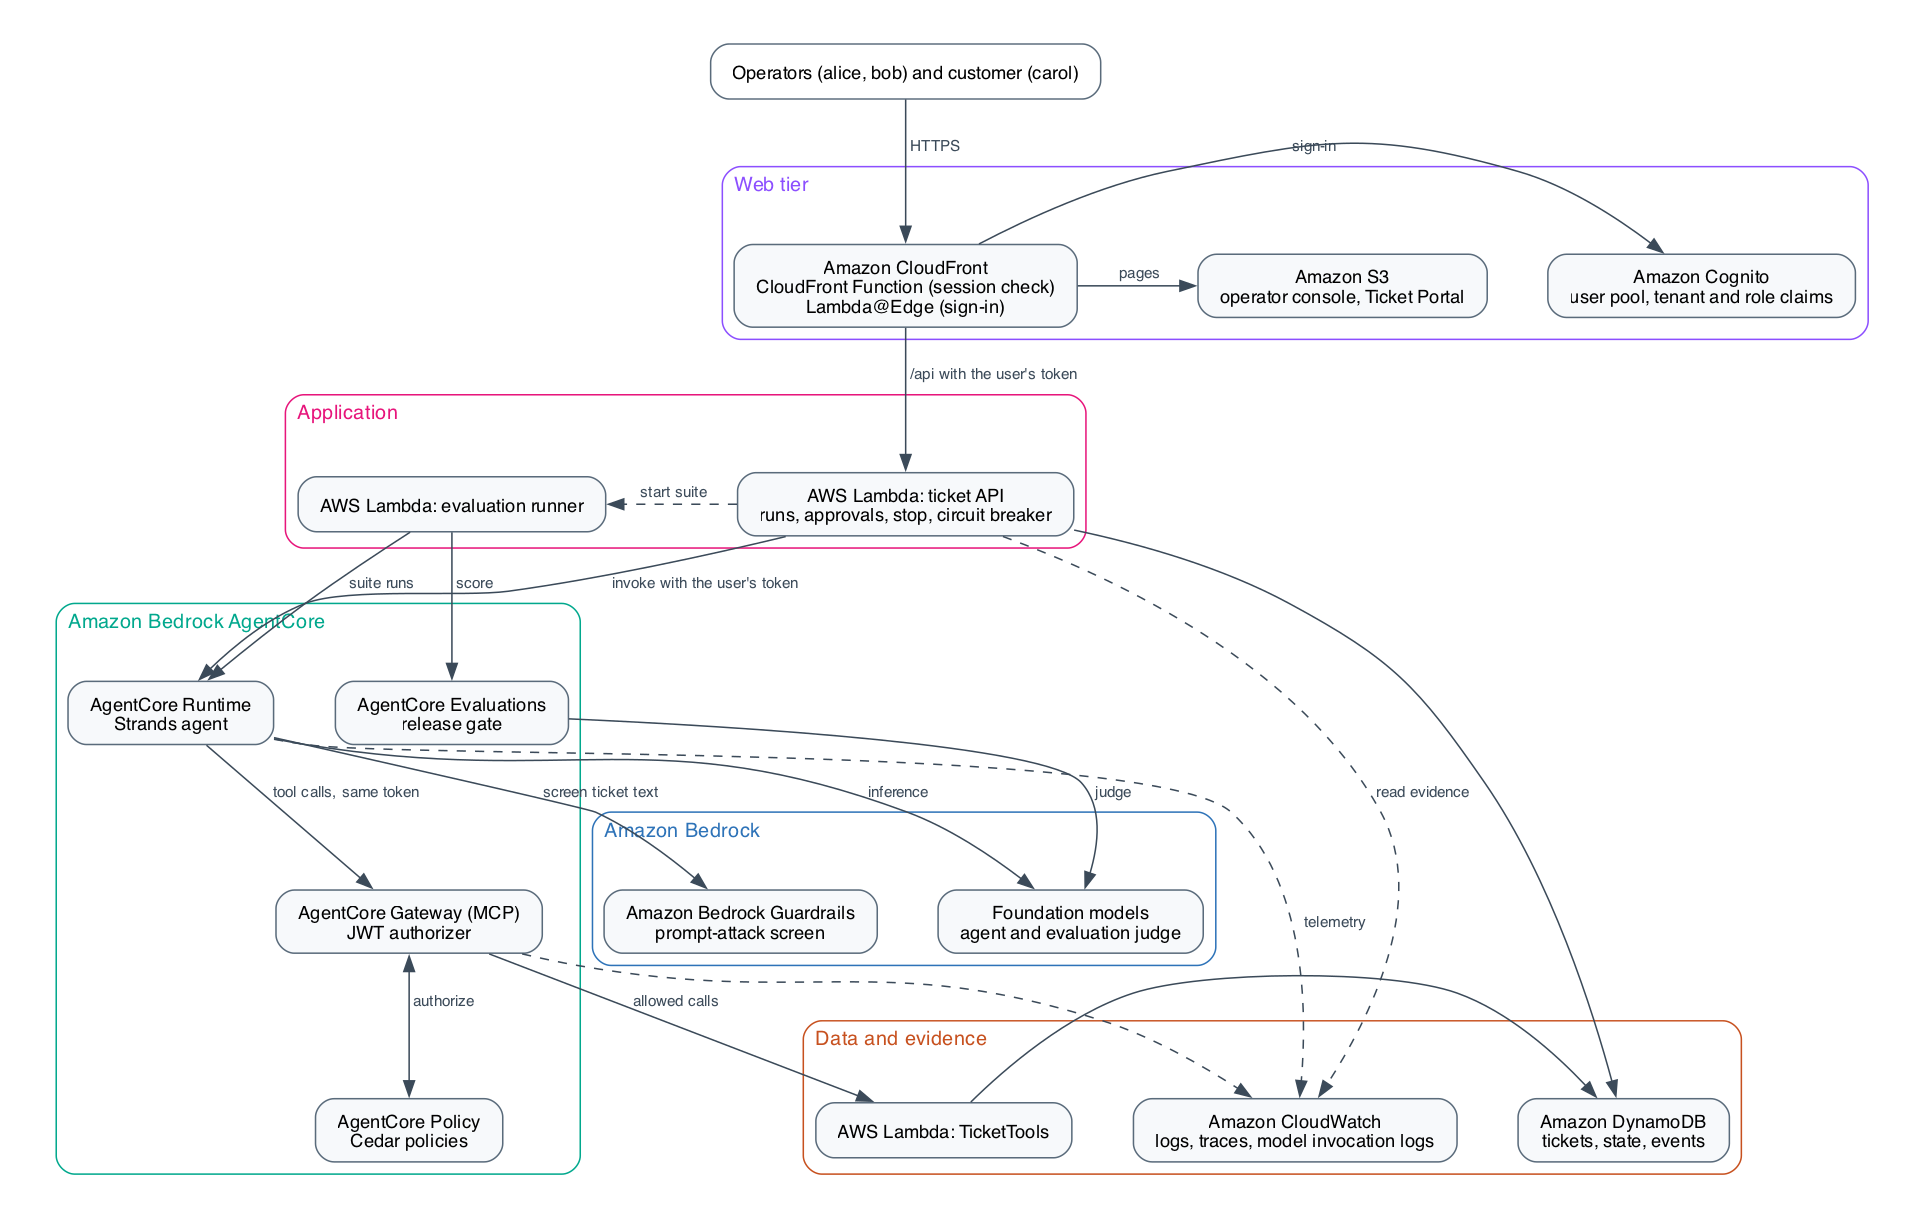 Operators (alice, bob) and customer (carol)
HTTPS
sign-in
Web tier
Amazon CloudFront
CloudFront Function (session check)
Lambda@Edge (sign-in)
pages
Amazon S3
operator console, Ticket Portal
Amazon Cognito
user pool, tenant and role claims
/api with the user's token
Application
AWS Lambda: evaluation runner
start suite
AWS Lambda: ticket API
runs, approvals, stop, circuit breaker
suite runs
score
invoke with the user's token
Amazon Bedrock AgentCore
AgentCore Runtime
Strands agent
AgentCore Evaluations
release gate
tool calls, same token
screen ticket text
inference
judge
read evidence
Amazon Bedrock
AgentCore Gateway (MCP)
JWT authorizer
Amazon Bedrock Guardrails
prompt-attack screen
Foundation models
agent and evaluation judge
telemetry
authorize
allowed calls
Data and evidence
AgentCore Policy
Cedar policies
AWS Lambda: TicketTools
Amazon CloudWatch
logs, traces, model invocation logs
Amazon DynamoDB
tickets, state, events